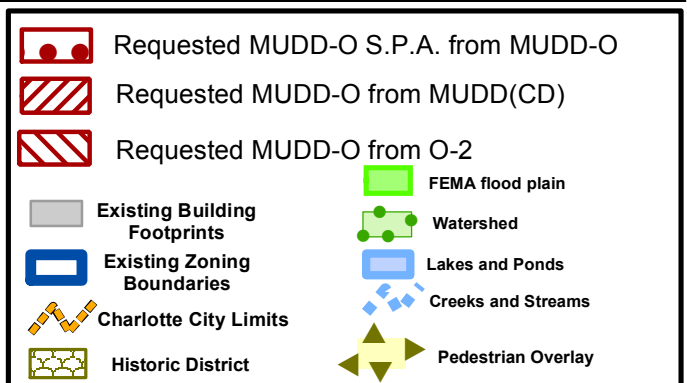 Requested MUDD-O S.P.A. from MUDD-O
Requested MUDD-O from MUDD(CD)
Requested MUDD-O from O-2
Existing Building
Footprints
Existing Zoning
Boundaries
Charlotte City Limits
Historic District
FEMA flood plain
Watershed
Lakes and Ponds
Creeks and Streams
Pedestrian Overlay